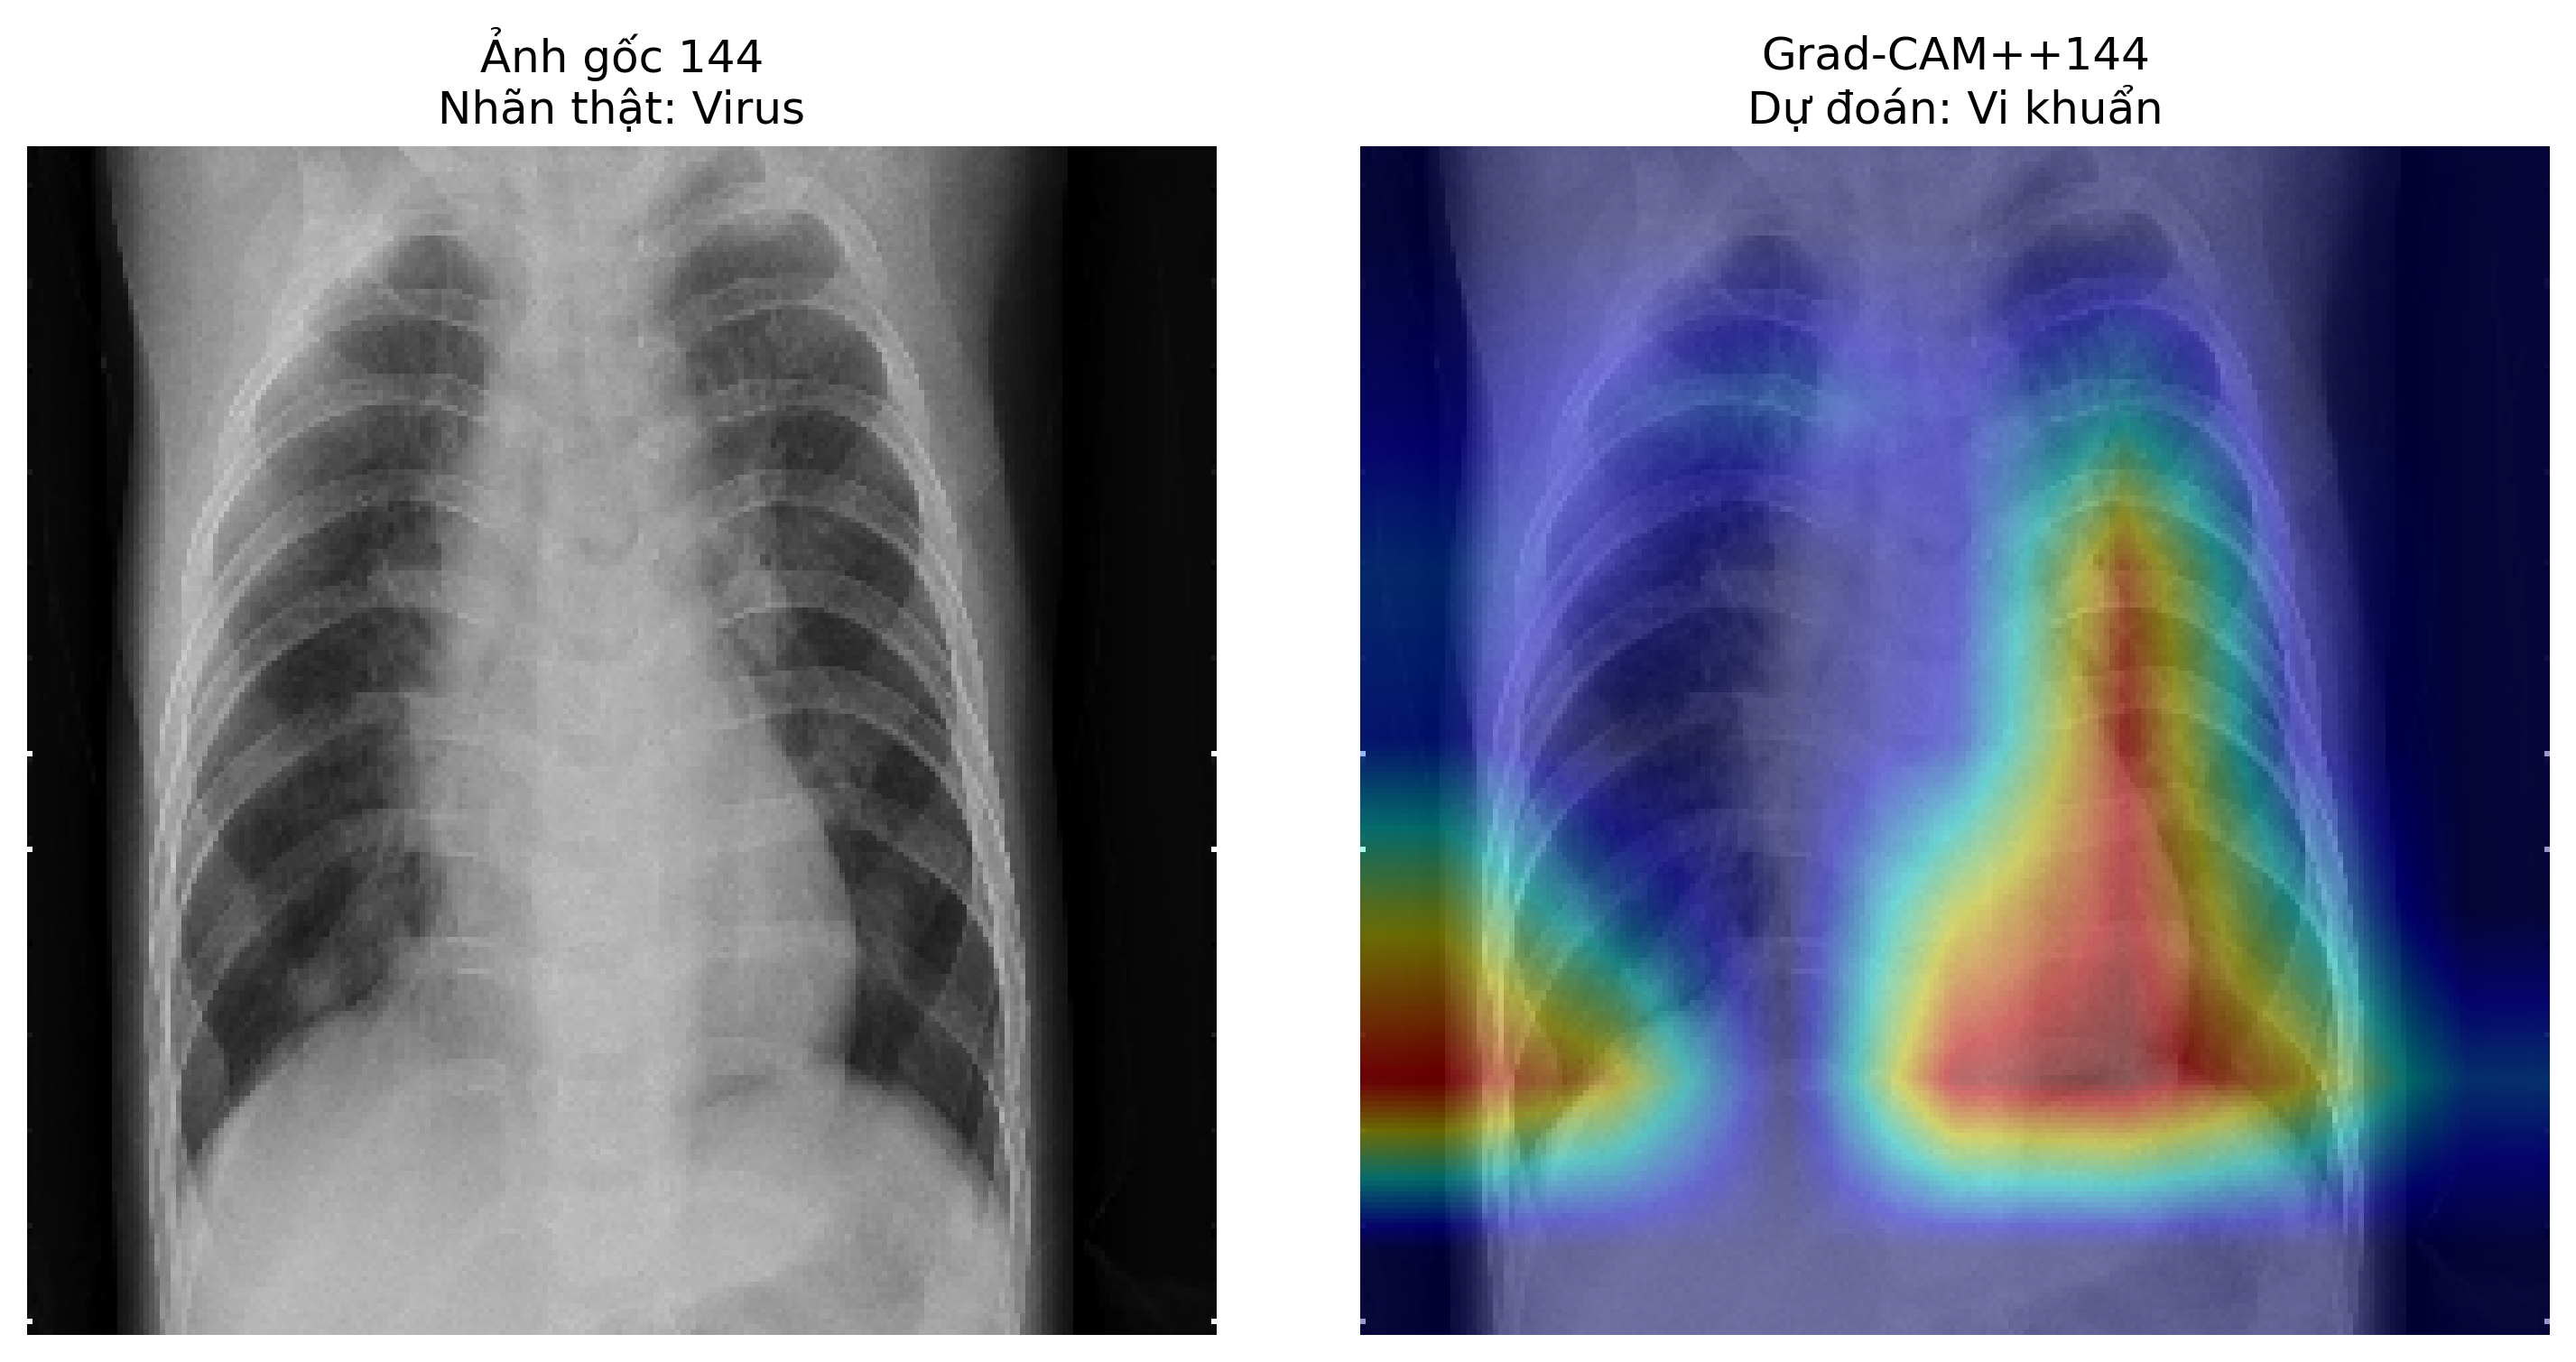 Ảnh gốc 144
Nhãn thật: Virus
Grad-CAM++144
Dự đoán: Vi khuẩn